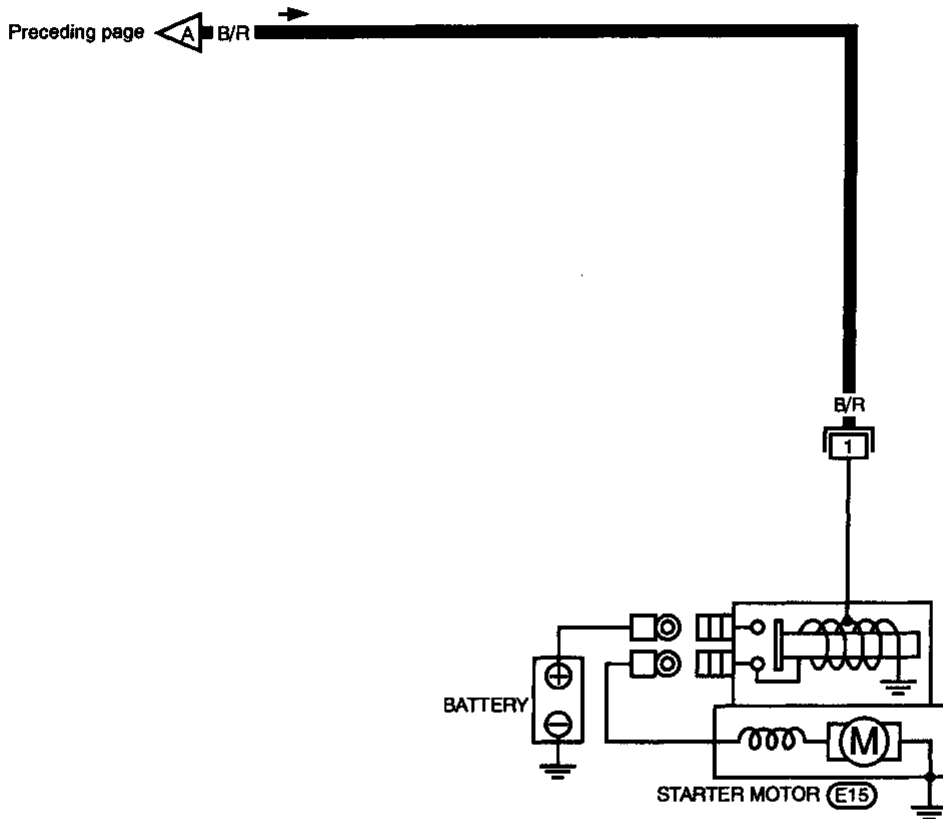 Preceding page A B/R
B/R
1
BATTERY
M
STARTER MOTOR E15